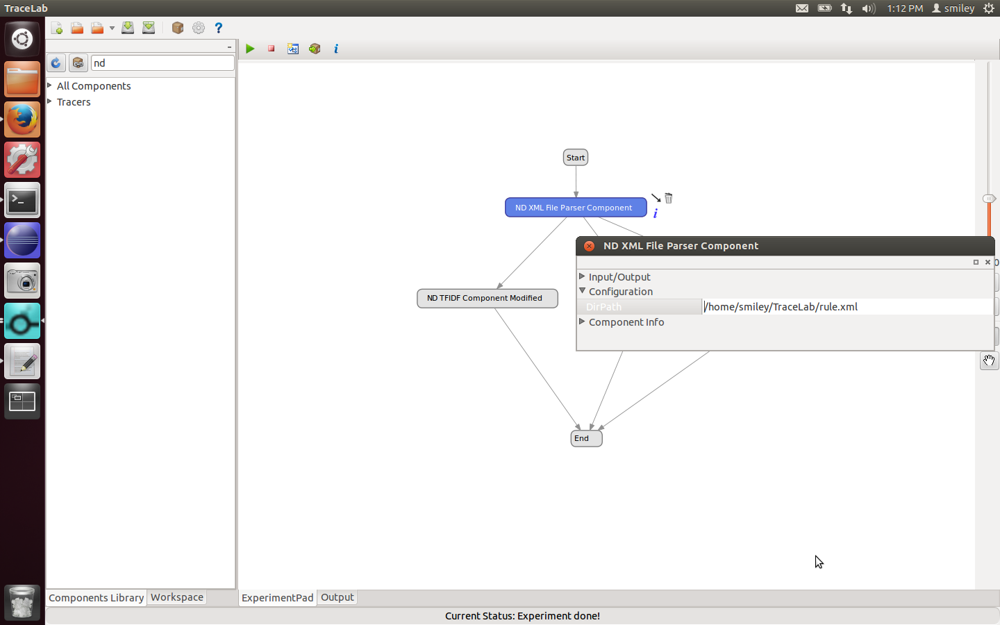 TraceLab
1:12 PM
smiley
nd
All Components
Tracers
Start
ND XML File Parser Component
ND XML File Parser Component
Input/Output
Configuration
DirPath
/home/smiley/TraceLab/rule.xml
Component Info
ND TFIDF Component Modified
End
Components Library
Workspace
ExperimentPad
Output
Current Status: Experiment done!